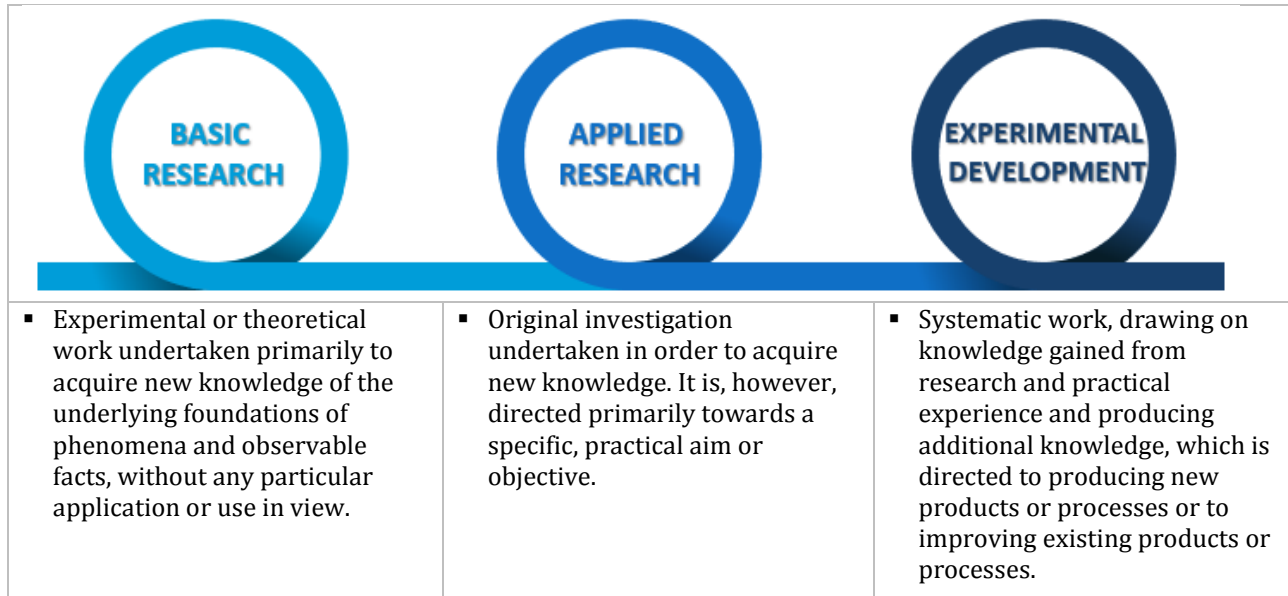 BASIC
RESEARCH
APPLIED
RESEARCH
EXPERIMENTAL
DEVELOPMENT
▪ Experimental or theoretical
work undertaken primarily to
acquire new knowledge of the
underlying foundations of
phenomena and observable
facts, without any particular
application or use in view.
▪ Original investigation
undertaken in order to acquire
new knowledge. It is, however,
directed primarily towards a
specific, practical aim or
objective.
▪ Systematic work, drawing on
knowledge gained from
research and practical
experience and producing
additional knowledge, which is
directed to producing new
products or processes or to
improving existing products or
processes.